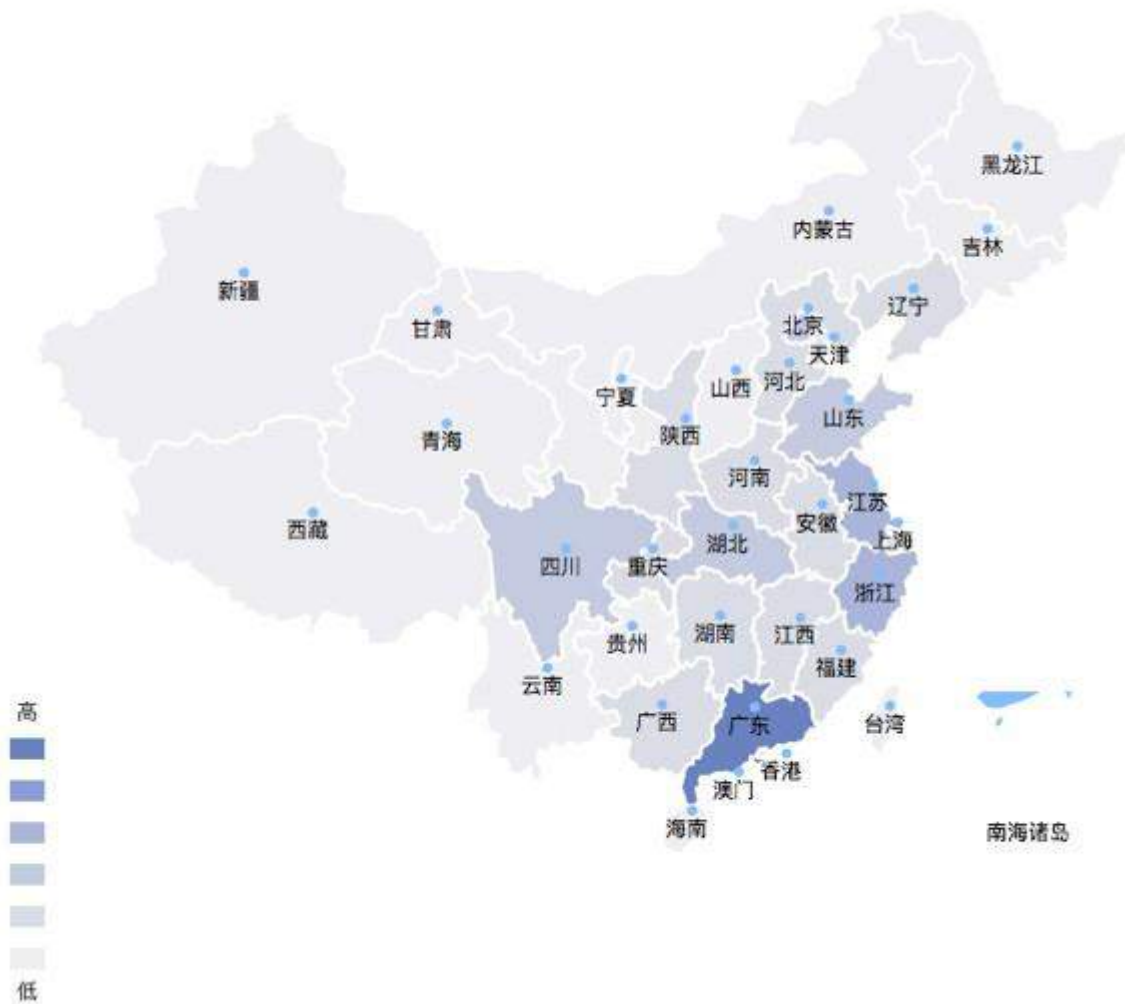 黑龙江
内蒙古
吉林
新疆
辽宁
甘肃
北京
天津
宁夏
山西
河北
山东
青海
陕西
河南
江苏
安徽
西藏
上海
湖北
四川
重庆
浙江
贵州
湖南
江西
福建
云南
广西
广东
台湾
香港
澳门
海南
南海诸岛
高
低